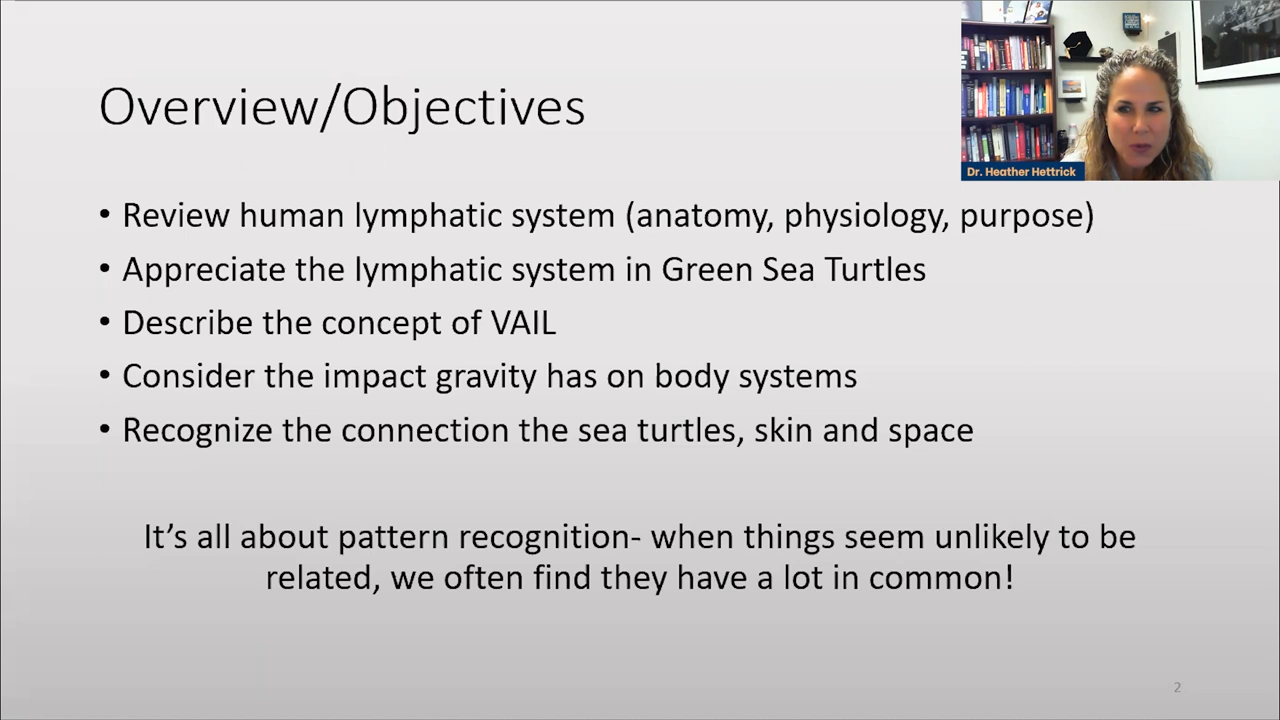 Overview/Objectives
Dr. Heather Hettrick
• Review human lymphatic system (anatomy, physiology, purpose)
• Appreciate the lymphatic system in Green Sea Turtles
• Describe the concept of VAIL
• Consider the impact gravity has on body systems
• Recognize the connection the sea turtles, skin and space
It's all about pattern recognition- when things seem unlikely to be
related, we often find they have a lot in common!
2